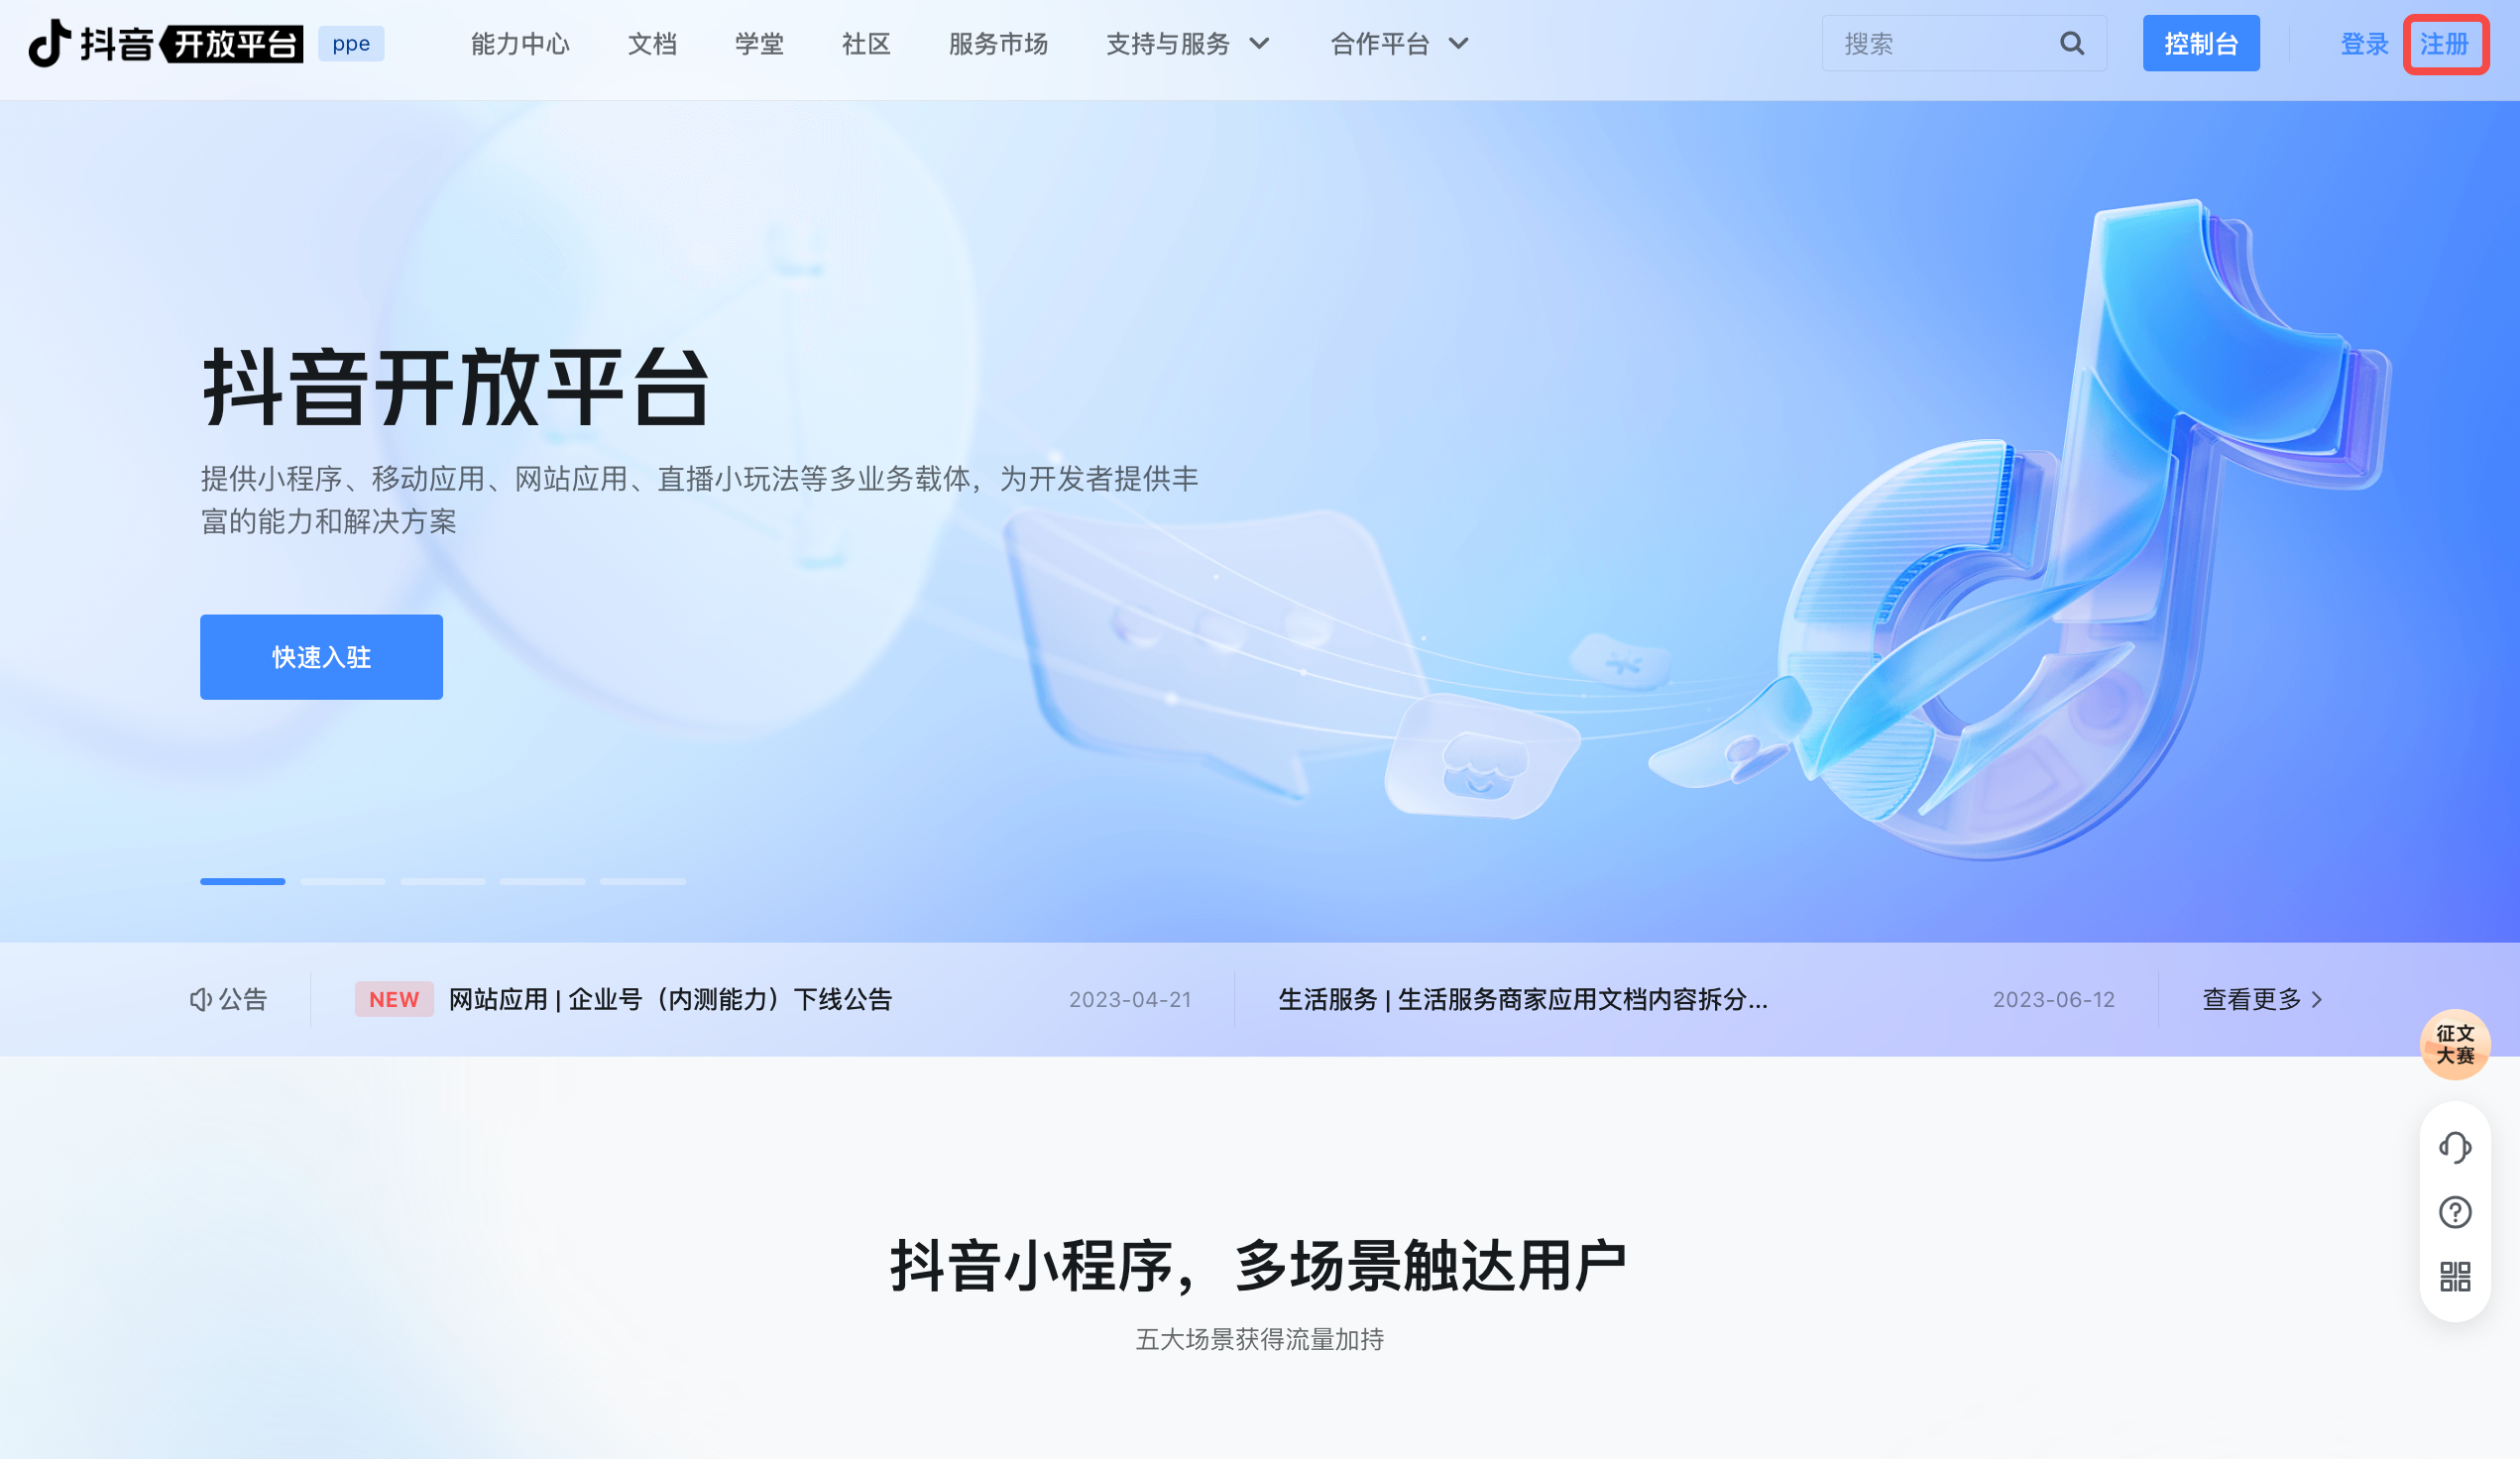 抖音 开放平台 ppe 能力中心 文档 学堂 社区 服务市场 支持与服务 合作平台 搜索 控制台 登录 注册
抖音开放平台
提供小程序、移动应用、网站应用、直播小玩法等多业务载体，为开发者提供丰
富的能力和解决方案
快速入驻
公告 NEW 网站应用 | 企业号（内测能力）下线公告 2023-04-21 生活服务 | 生活服务商家应用文档内容拆分... 2023-06-12 查看更多
征文
大赛
抖音小程序，多场景触达用户
五大场景获得流量加持